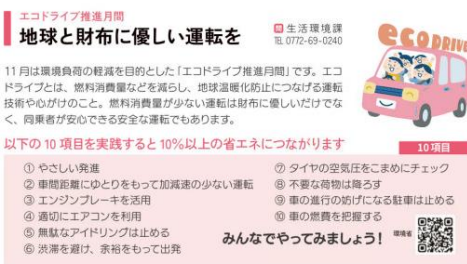 エコドライブ推進月間
地球と財布に優しい運転を
問 生活環境課
TEL 0772-69-0240
eco DRIVE
11月は環境負荷の軽減を目的とした「エコドライブ推進月間」です。エコ
ドライブとは、燃料消費量などを減らし、地球温暖化防止につなげる運転
技術や心がけのこと。燃料消費量が少ない運転は財布に優しいだけでな
く、同乗者が安心できる安全な運転でもあります。
以下の10項目を実践すると10%以上の省エネにつながります
10項目
① やさしい発進
② 車間距離にゆとりをもって加減速の少ない運転
③ エンジンブレーキを活用
④ 適切にエアコンを利用
⑤ 無駄なアイドリングは止める
⑥ 渋滞を避け、余裕をもって出発
⑦ タイヤの空気圧をこまめにチェック
⑧ 不要な荷物は降ろす
⑨ 車の進行の妨げになる駐車は止める
⑩ 車の燃費を把握する
みんなでやってみましょう!
環境省